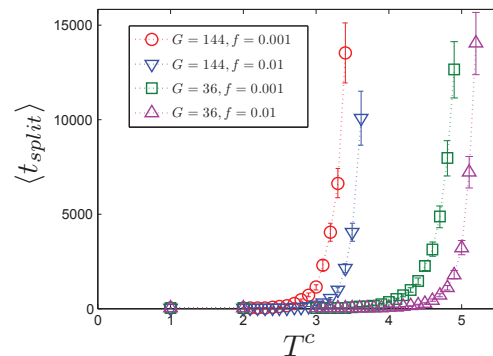 15000
10000
5000
0
⟨t_split⟩
G = 144, f = 0.001
G = 144, f = 0.01
G = 36, f = 0.001
G = 36, f = 0.01
0 1 2 3 4 5
T^c